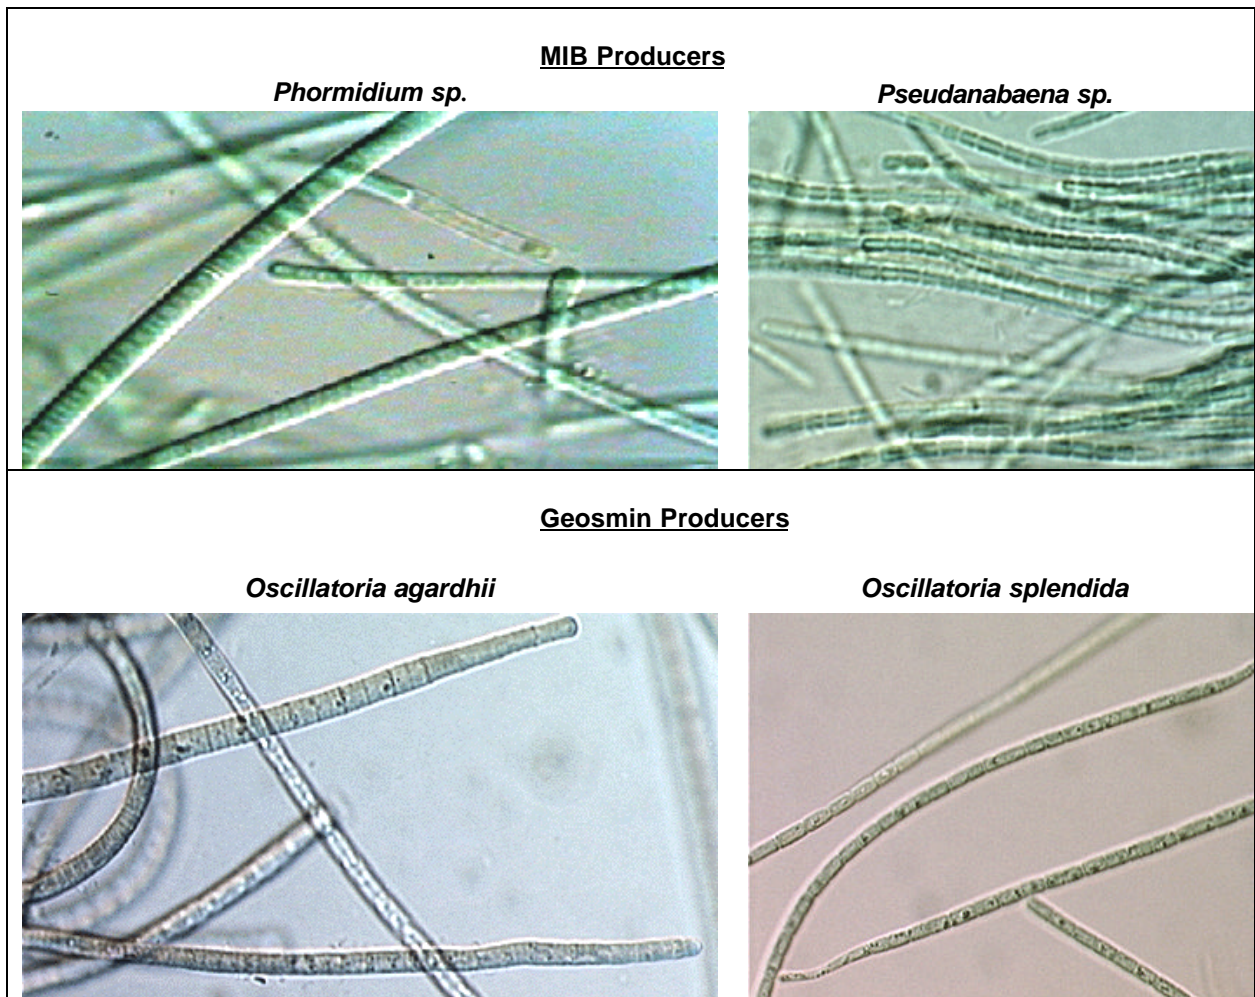 MIB Producers
Phormidium sp.
Pseudanabaena sp.
Geosmin Producers
Oscillatoria agardhii
Oscillatoria splendida